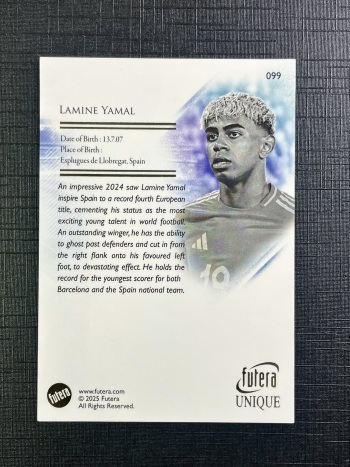 099
LAMINE YAMAL
Date of Birth : 13.7.07
Place of Birth :
Esplugues de Llobregat, Spain
An impressive 2024 saw Lamine Yamal
inspire Spain to a record fourth European
title, cementing his status as the most
exciting young talent in world football.
An outstanding winger, he has the ability
to ghost past defenders and cut in from
the right flank onto his favoured left
foot, to devastating effect. He holds the
record for the youngest scorer for both
Barcelona and the Spain national team.
19
futera
www.futera.com
© 2025 Futera
All Rights Reserved.
futera
UNIQUE